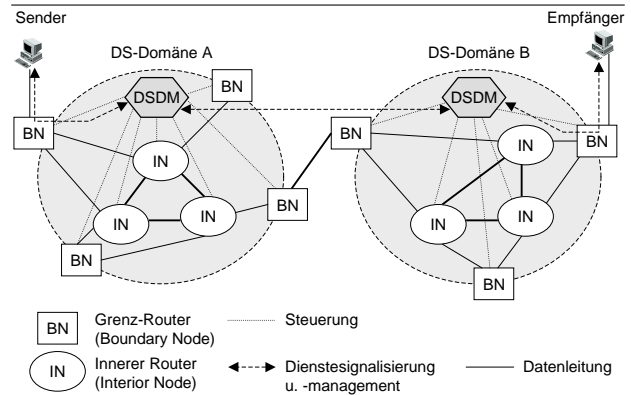 Sender
Empfänger
DS-Domäne A
DS-Domäne B
DSDM
BN
DSDM
BN
BN
BN
IN
IN
IN
IN
BN
IN
IN
BN
BN
BN
Grenz-Router
(Boundary Node)
Steuerung
IN
Innerer Router
(Interior Node)
Dienstesignalisierung
u. -management
Datenleitung